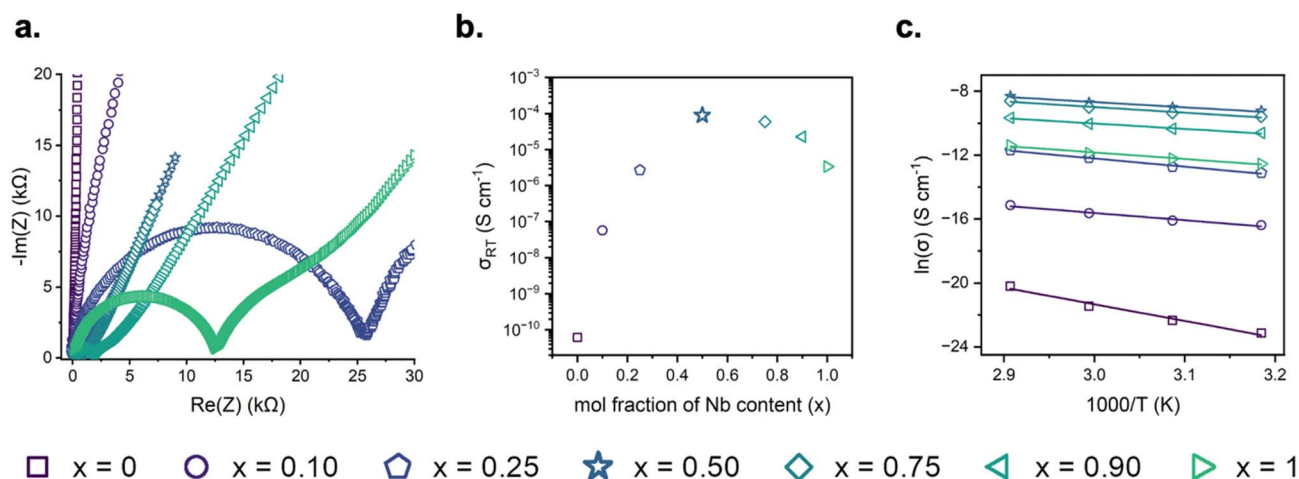 a.
20
15
10
5
0
-Im(Z) (kΩ)
0 5 10 15 20 25 30
Re(Z) (kΩ)
b.
10⁻³
10⁻⁴
10⁻⁵
10⁻⁶
10⁻⁷
10⁻⁸
10⁻⁹
10⁻¹⁰
σRT (S cm⁻¹)
0.0 0.2 0.4 0.6 0.8 1.0
mol fraction of Nb content (x)
c.
−8
−12
−16
−20
−24
ln(σ) (S cm⁻¹)
2.9 3.0 3.1 3.2
1000/T (K)
x = 0 x = 0.10 x = 0.25 x = 0.50 x = 0.75 x = 0.90 x = 1